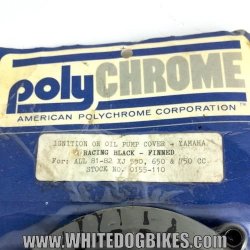 polyCHROME
AMERICAN POLYCHROME CORPORATION
IGNITION OR OIL PUMP COVER - YAMAHA
RACING BLACK - FINNED
For: ALL 81-82 XJ 550, 650 & 750 CC.
STOCK NO. 0155-110
WWW.WHITEDOGBIKES.COM